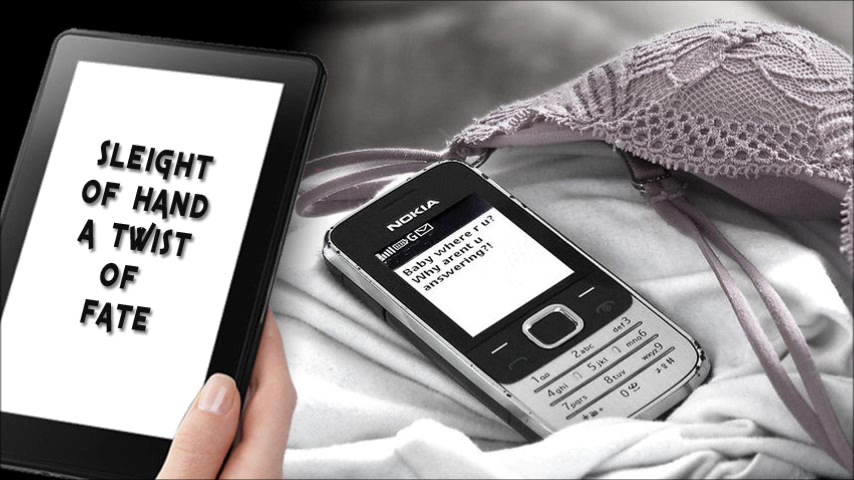 SLEIGHT
OF HAND
A TWIST
OF
FATE
NOKIA
G
Baby where r u?
Why arent u
answering?!
1
2abc
def3
4ghi
5jkl
mno6
7pqrs
8tuv
wxyz9
*+
0
#